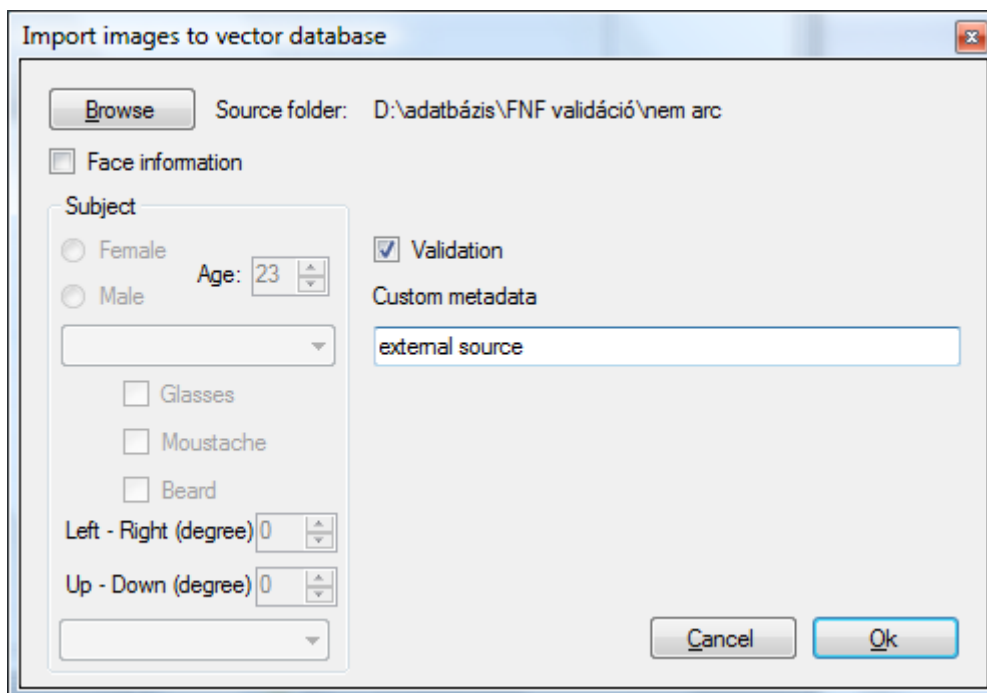 Import images to vector database
Browse Source folder: D:\adatbázis\FNF validáció\nem arc
Face information
Subject
Female
Age: 23
Male
Validation
Custom metadata
external source
Glasses
Moustache
Beard
Left - Right (degree) 0
Up - Down (degree) 0
Cancel Ok